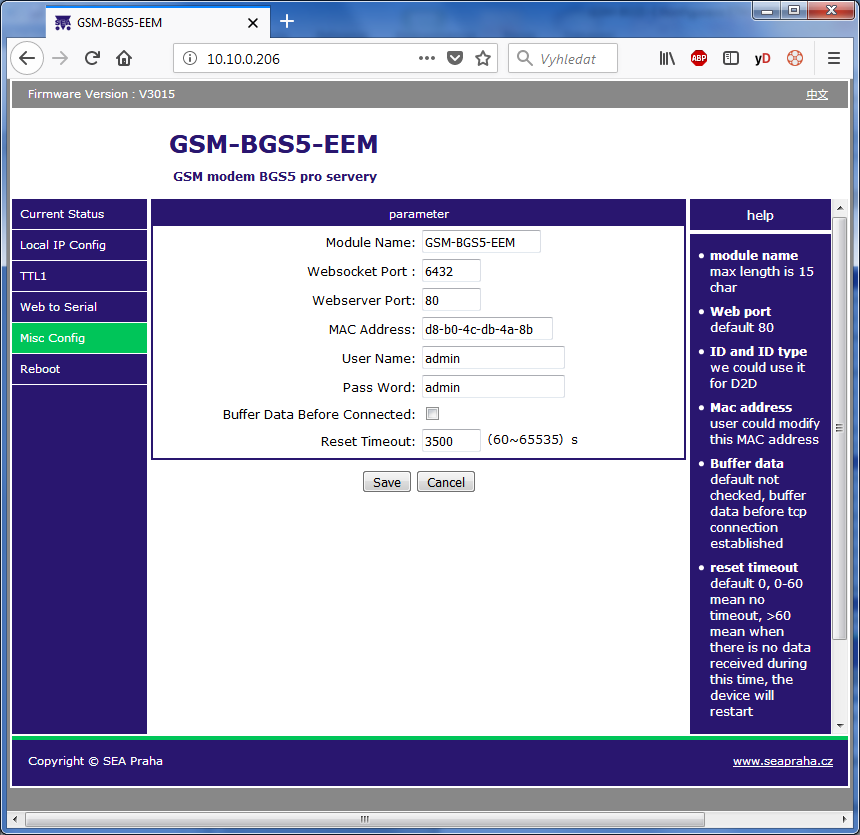 GSM-BGS5-EEM
10.10.0.206
Vyhledat
ABP
yD
Firmware Version : V3015
中文
GSM-BGS5-EEM
GSM modem BGS5 pro servery
Current Status
Local IP Config
TTL1
Web to Serial
Misc Config
Reboot
parameter
Module Name: GSM-BGS5-EEM
Websocket Port : 6432
Webserver Port: 80
MAC Address: d8-b0-4c-db-4a-8b
User Name: admin
Pass Word: admin
Buffer Data Before Connected:
Reset Timeout: 3500 (60~65535) s
Save Cancel
help
• module name
max length is 15
char
• Web port
default 80
• ID and ID type
we could use it
for D2D
• Mac address
user could modify
this MAC address
• Buffer data
default not
checked, buffer
data before tcp
connection
established
• reset timeout
default 0, 0-60
mean no
timeout, >60
mean when
there is no data
received during
this time, the
device will
restart
Copyright © SEA Praha
www.seapraha.cz